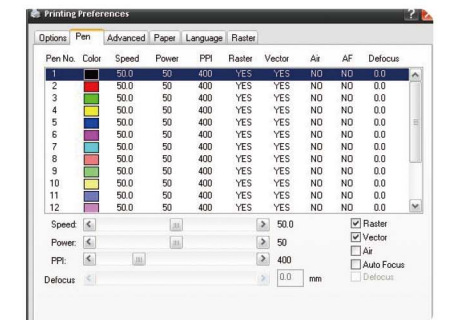 Printing Preferences
Options Pen Advanced Paper Language Raster
Pen No. Color Speed Power PPI Raster Vector Air AF Defocus
1 50.0 50 400 YES YES NO NO 0.0
2 50.0 50 400 YES YES NO NO 0.0
3 50.0 50 400 YES YES NO NO 0.0
4 50.0 50 400 YES YES NO NO 0.0
5 50.0 50 400 YES YES NO NO 0.0
6 50.0 50 400 YES YES NO NO 0.0
7 50.0 50 400 YES YES NO NO 0.0
8 50.0 50 400 YES YES NO NO 0.0
9 50.0 50 400 YES YES NO NO 0.0
10 50.0 50 400 YES YES NO NO 0.0
11 50.0 50 400 YES YES NO NO 0.0
12 50.0 50 400 YES YES NO NO 0.0
Speed: 50.0 Raster
Power: 50 Vector
Air
PPI: 400 Auto Focus
Defocus 0.0 mm Defocus